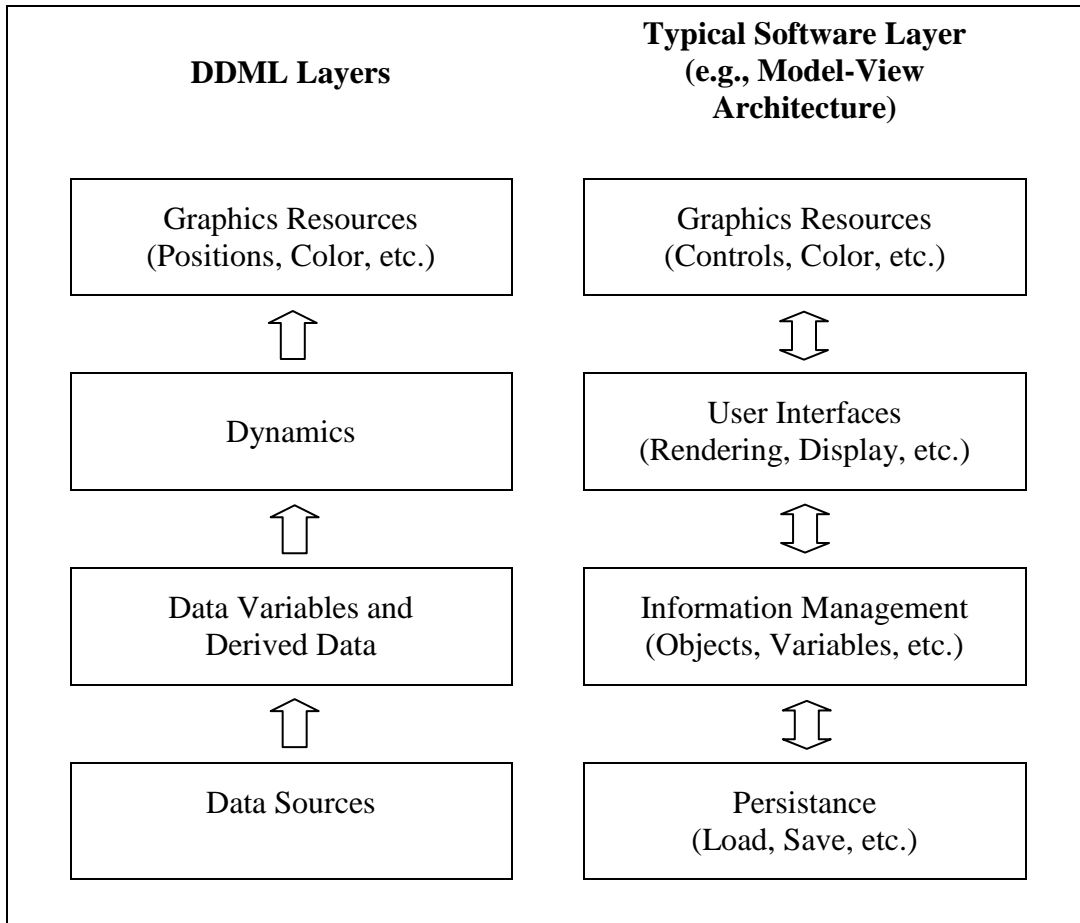 DDML Layers
Typical Software Layer
(e.g., Model-View
Architecture)
Graphics Resources
(Positions, Color, etc.)
Graphics Resources
(Controls, Color, etc.)
Dynamics
User Interfaces
(Rendering, Display, etc.)
Data Variables and
Derived Data
Information Management
(Objects, Variables, etc.)
Data Sources
Persistance
(Load, Save, etc.)